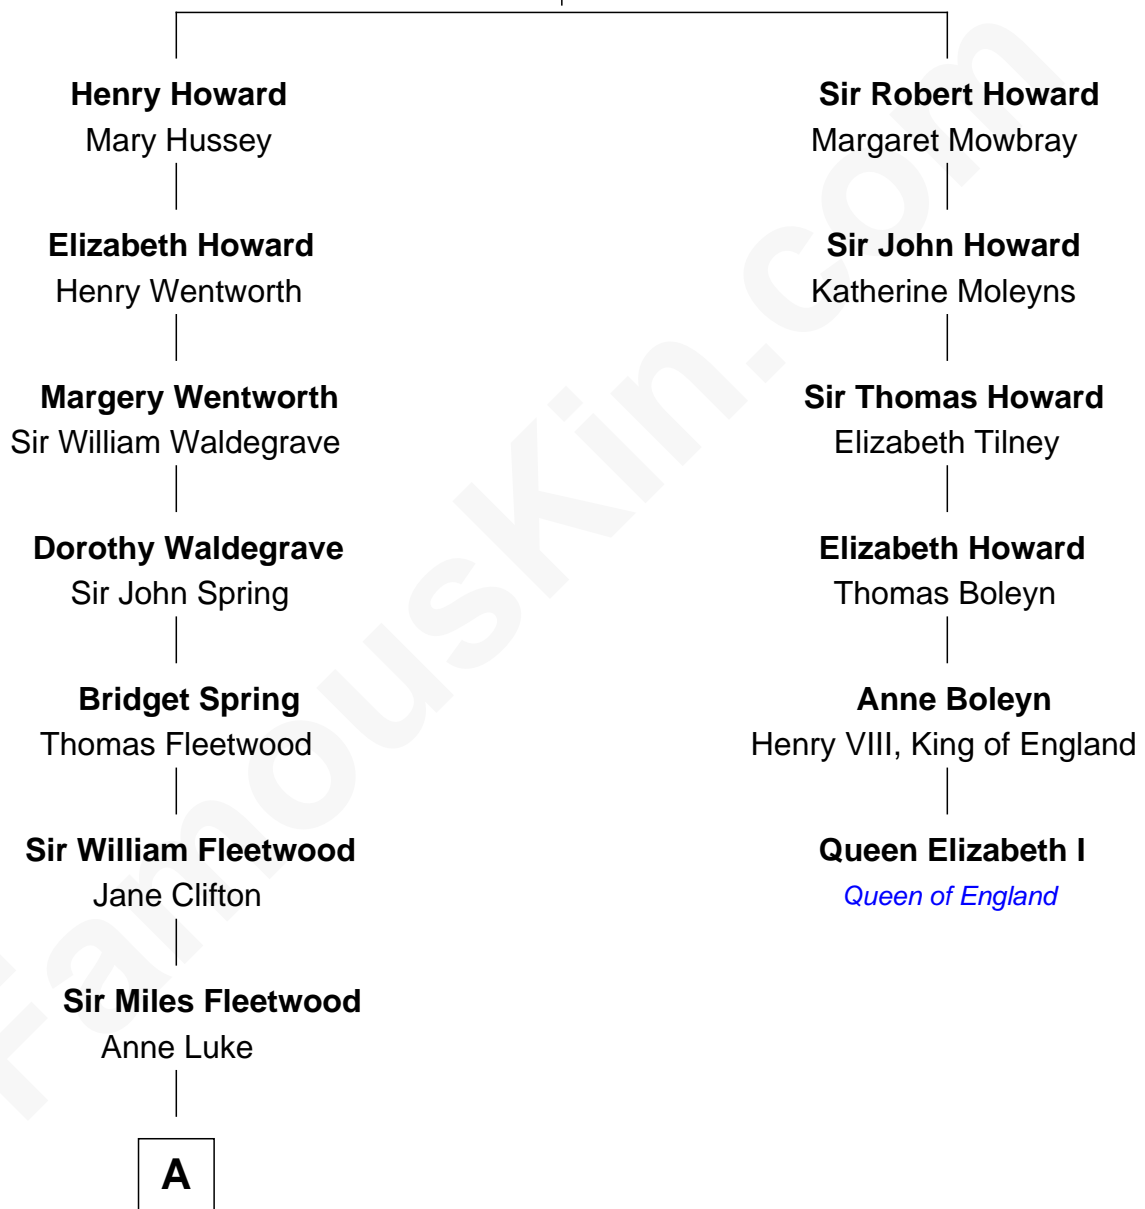 Henry Howard
Mary Hussey
Elizabeth Howard
Henry Wentworth
Margery Wentworth
Sir William Waldegrave
Dorothy Waldegrave
Sir John Spring
Bridget Spring
Thomas Fleetwood
Sir William Fleetwood
Jane Clifton
Sir Miles Fleetwood
Anne Luke
A
Sir Robert Howard
Margaret Mowbray
Sir John Howard
Katherine Moleyns
Sir Thomas Howard
Elizabeth Tilney
Elizabeth Howard
Thomas Boleyn
Anne Boleyn
Henry VIII, King of England
Queen Elizabeth I
Queen of England
FamousKin.com